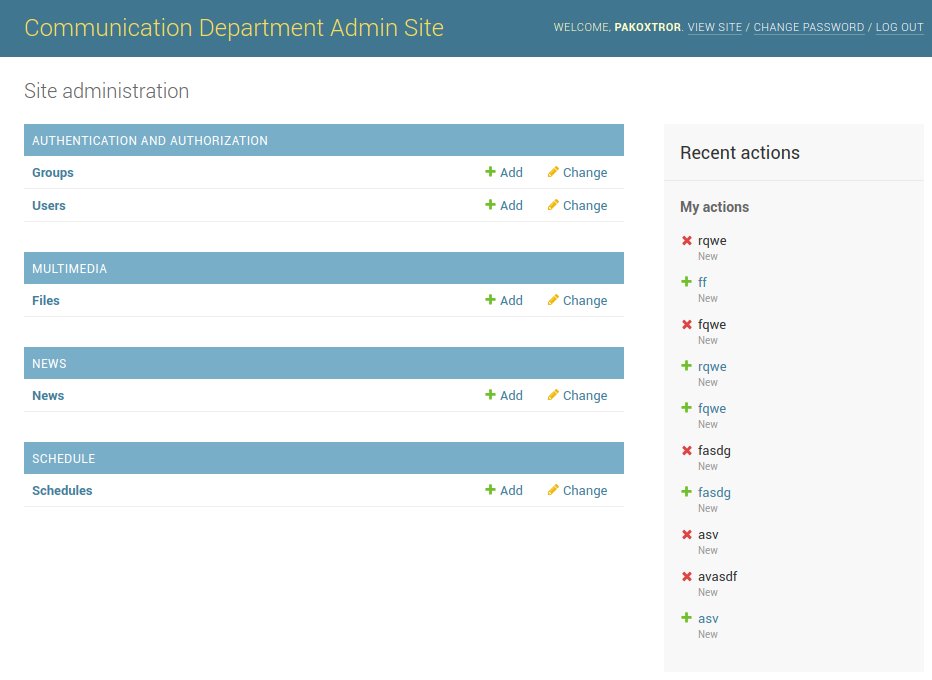 Communication Department Admin Site
WELCOME, PAKOXTROR. VIEW SITE / CHANGE PASSWORD / LOG OUT
Site administration
AUTHENTICATION AND AUTHORIZATION
Groups Add Change
Users Add Change
MULTIMEDIA
Files Add Change
NEWS
News Add Change
SCHEDULE
Schedules Add Change
Recent actions
My actions
rqwe
New
ff
New
fqwe
New
rqwe
New
fqwe
New
fasdg
New
fasdg
New
asv
New
avasdf
New
asv
New